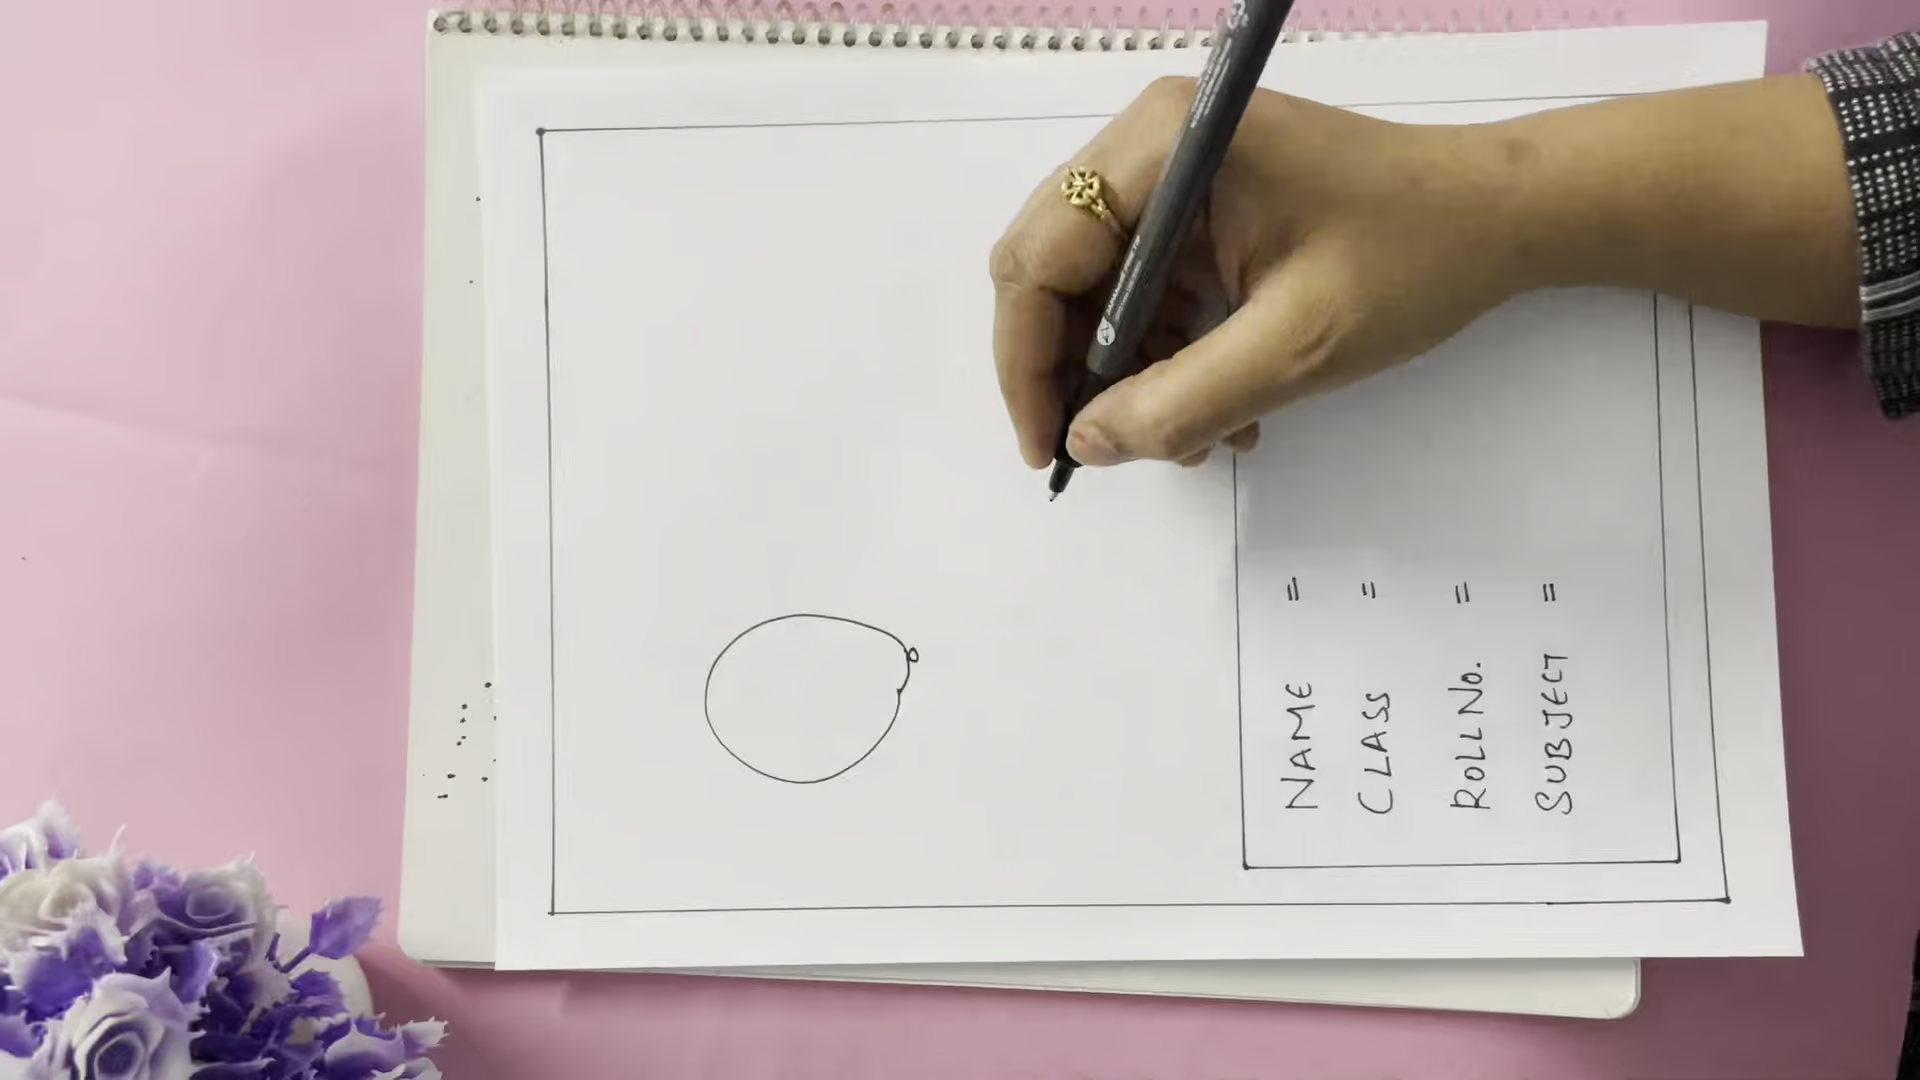 NAME =
CLASS =
ROLL NO. =
SUBJECT =